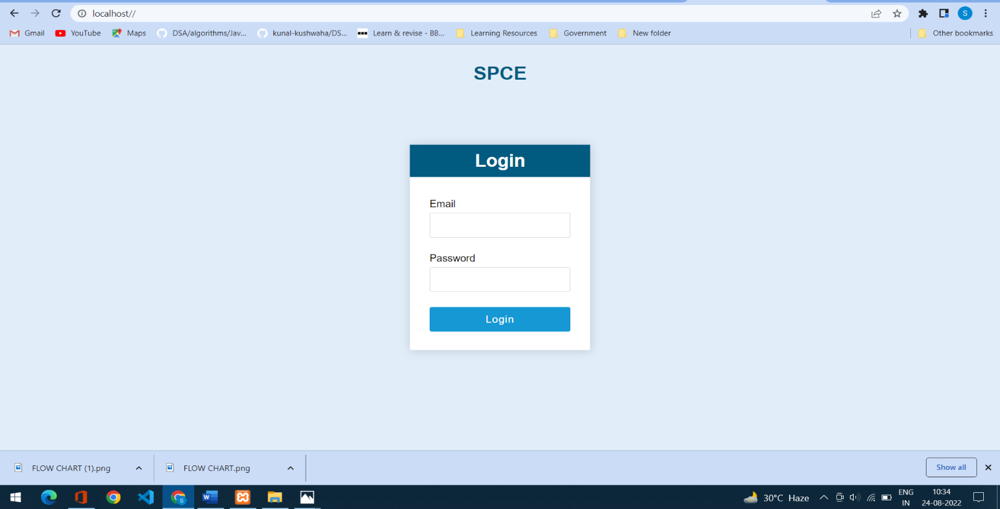 localhost//
S
Gmail YouTube Maps DSA/algorithms/Jav... kunal-kushwaha/DS... Learn & revise - BB... Learning Resources Government New folder Other bookmarks
SPCE
Login
Email
Password
Login
FLOW CHART (1).png FLOW CHART.png Show all
30°C Haze ENG 10:34
IN 24-08-2022